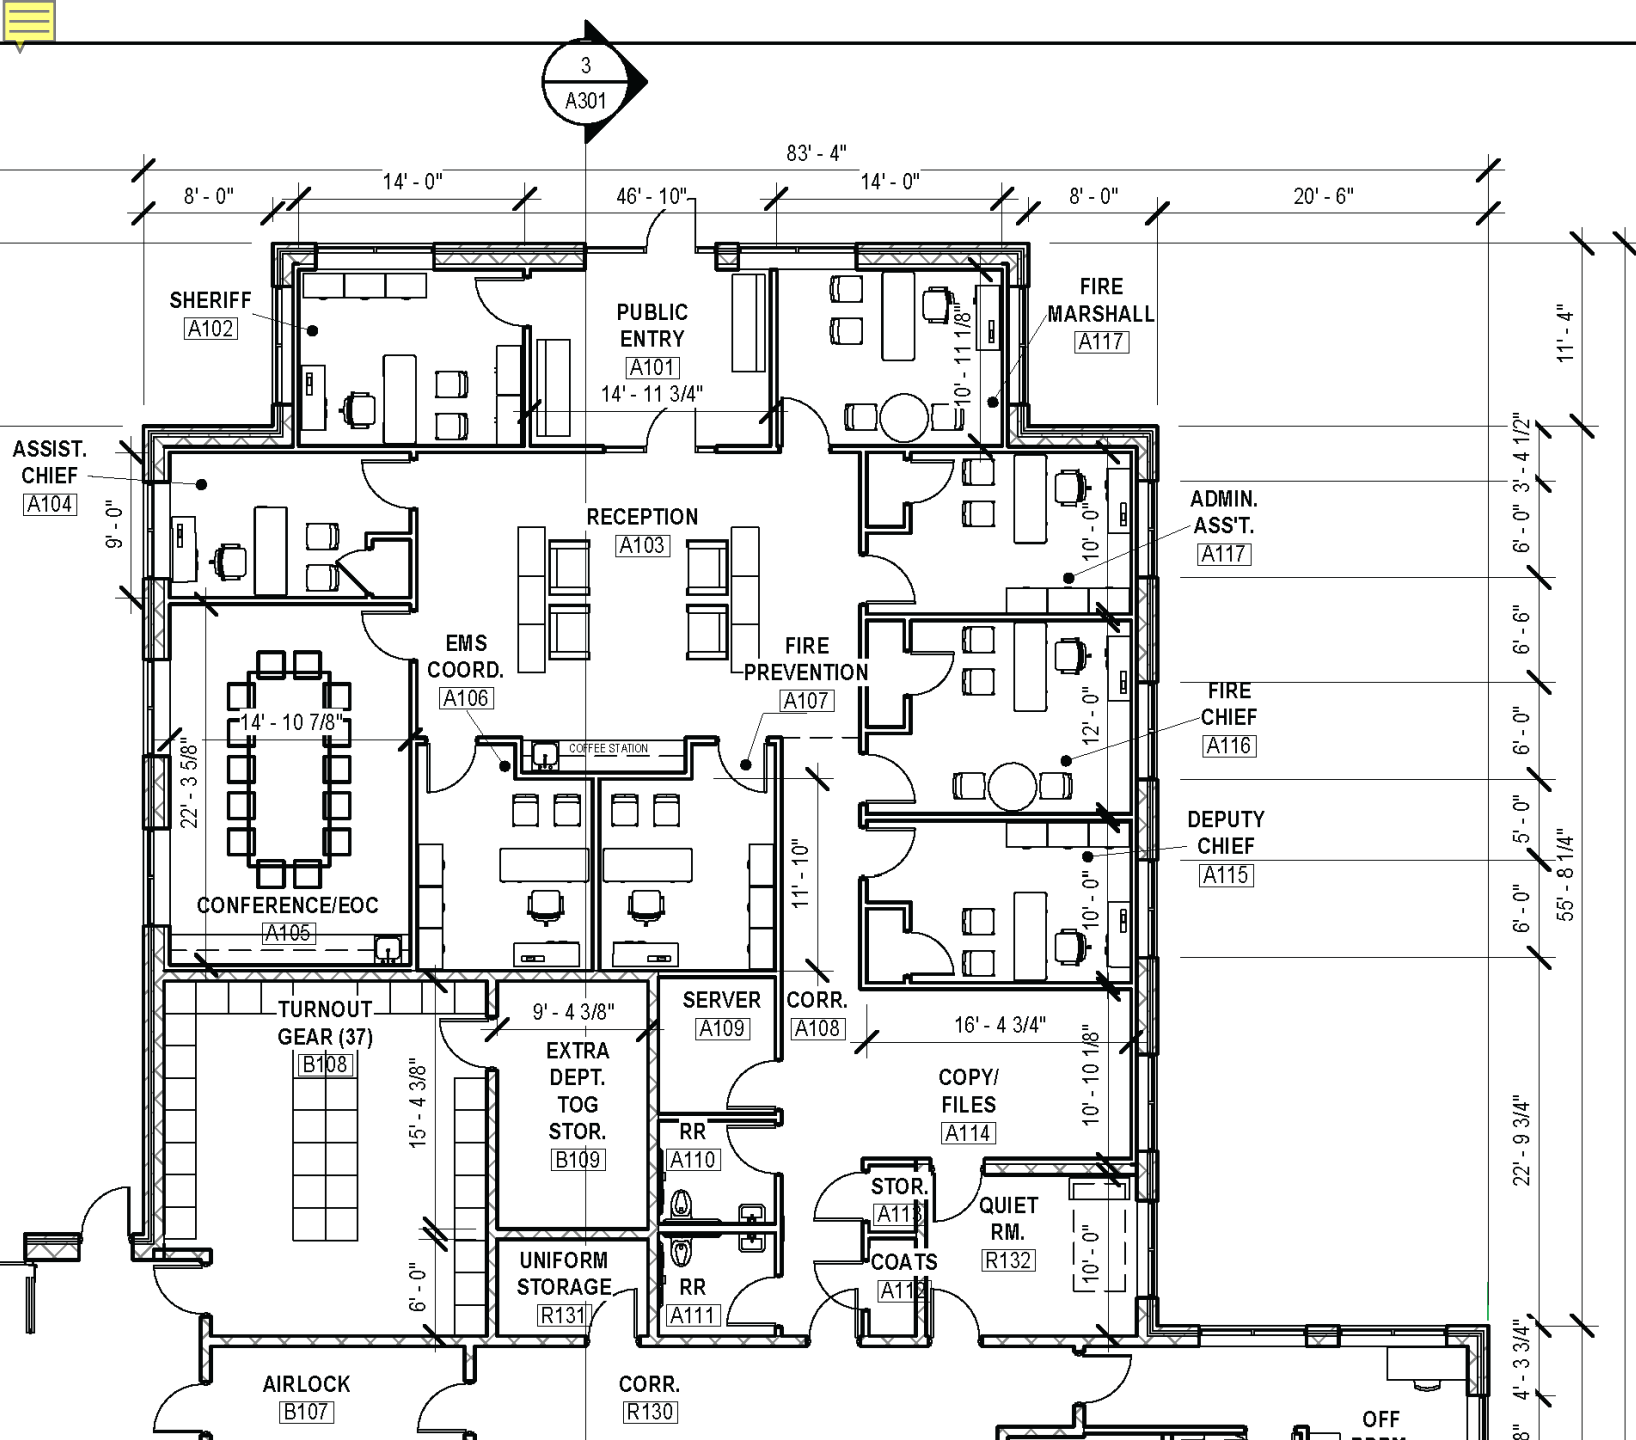 3
A301
83' - 4"
14' - 0"
14' - 0"
8' - 0"
46' - 10"
8' - 0"
20' - 6"
SHERIFF
A102
PUBLIC
ENTRY
A101
14' - 11 3/4"
10' - 11 1/8"
FIRE
MARSHALL
A117
11' - 4"
ASSIST.
CHIEF
A104
9' - 0"
RECEPTION
A103
10' - 0"
ADMIN.
ASS'T.
A117
3' - 4 1/2"
6' - 0"
6' - 6"
EMS
COORD.
A106
FIRE
PREVENTION
A107
12' - 0"
FIRE
CHIEF
A116
6' - 0"
14' - 10 7/8"
22' - 3 5/8"
COFFEE STATION
11' - 10"
DEPUTY
CHIEF
A115
10' - 0"
5' - 0"
55' - 8 1/4"
6' - 0"
CONFERENCE/EOC
A105
TURNOUT
GEAR (37)
B108
9' - 4 3/8"
EXTRA
DEPT.
TOG
STOR.
B109
SERVER
A109
CORR.
A108
16' - 4 3/4"
10' - 10 1/8"
COPY/
FILES
A114
15' - 4 3/8"
22' - 9 3/4"
RR
A110
STOR.
A113
QUIET
RM.
R132
10' - 0"
UNIFORM
STORAGE
R131
RR
A111
COATS
A112
6' - 0"
4' - 3 3/4"
AIRLOCK
B107
CORR.
R130
OFF
8"